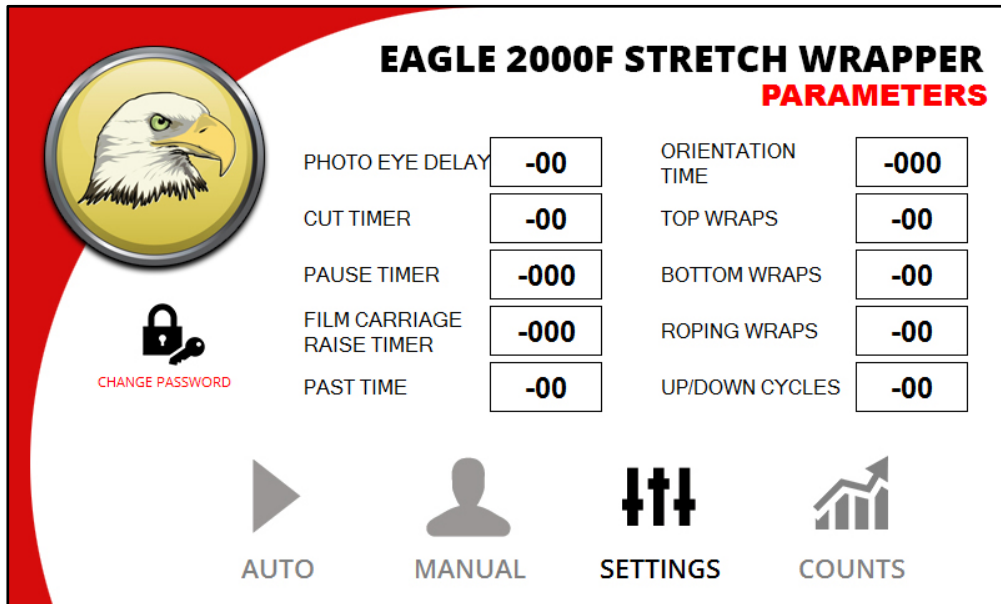 EAGLE 2000F STRETCH WRAPPER
PARAMETERS
PHOTO EYE DELAY -00
CUT TIMER -00
PAUSE TIMER -000
FILM CARRIAGE
RAISE TIMER -000
PAST TIME -00
ORIENTATION
TIME -000
TOP WRAPS -00
BOTTOM WRAPS -00
ROPING WRAPS -00
UP/DOWN CYCLES -00
CHANGE PASSWORD
AUTO MANUAL SETTINGS COUNTS